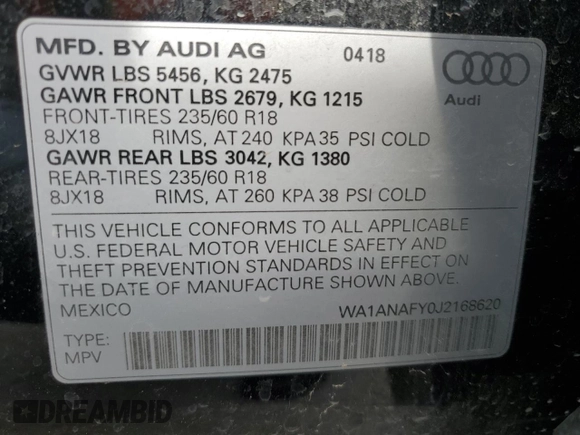 MFD. BY AUDI AG 0418
GVWR LBS 5456, KG 2475
GAWR FRONT LBS 2679, KG 1215
FRONT-TIRES 235/60 R18
8JX18 RIMS, AT 240 KPA 35 PSI COLD
GAWR REAR LBS 3042, KG 1380
REAR-TIRES 235/60 R18
8JX18 RIMS, AT 260 KPA 38 PSI COLD
Audi
THIS VEHICLE CONFORMS TO ALL APPLICABLE
U.S. FEDERAL MOTOR VEHICLE SAFETY AND
THEFT PREVENTION STANDARDS IN EFFECT ON
THE DATE OF MANUFACTURE SHOWN ABOVE.
MEXICO WA1ANAFY0J2168620
TYPE:
MPV
DREAMBID